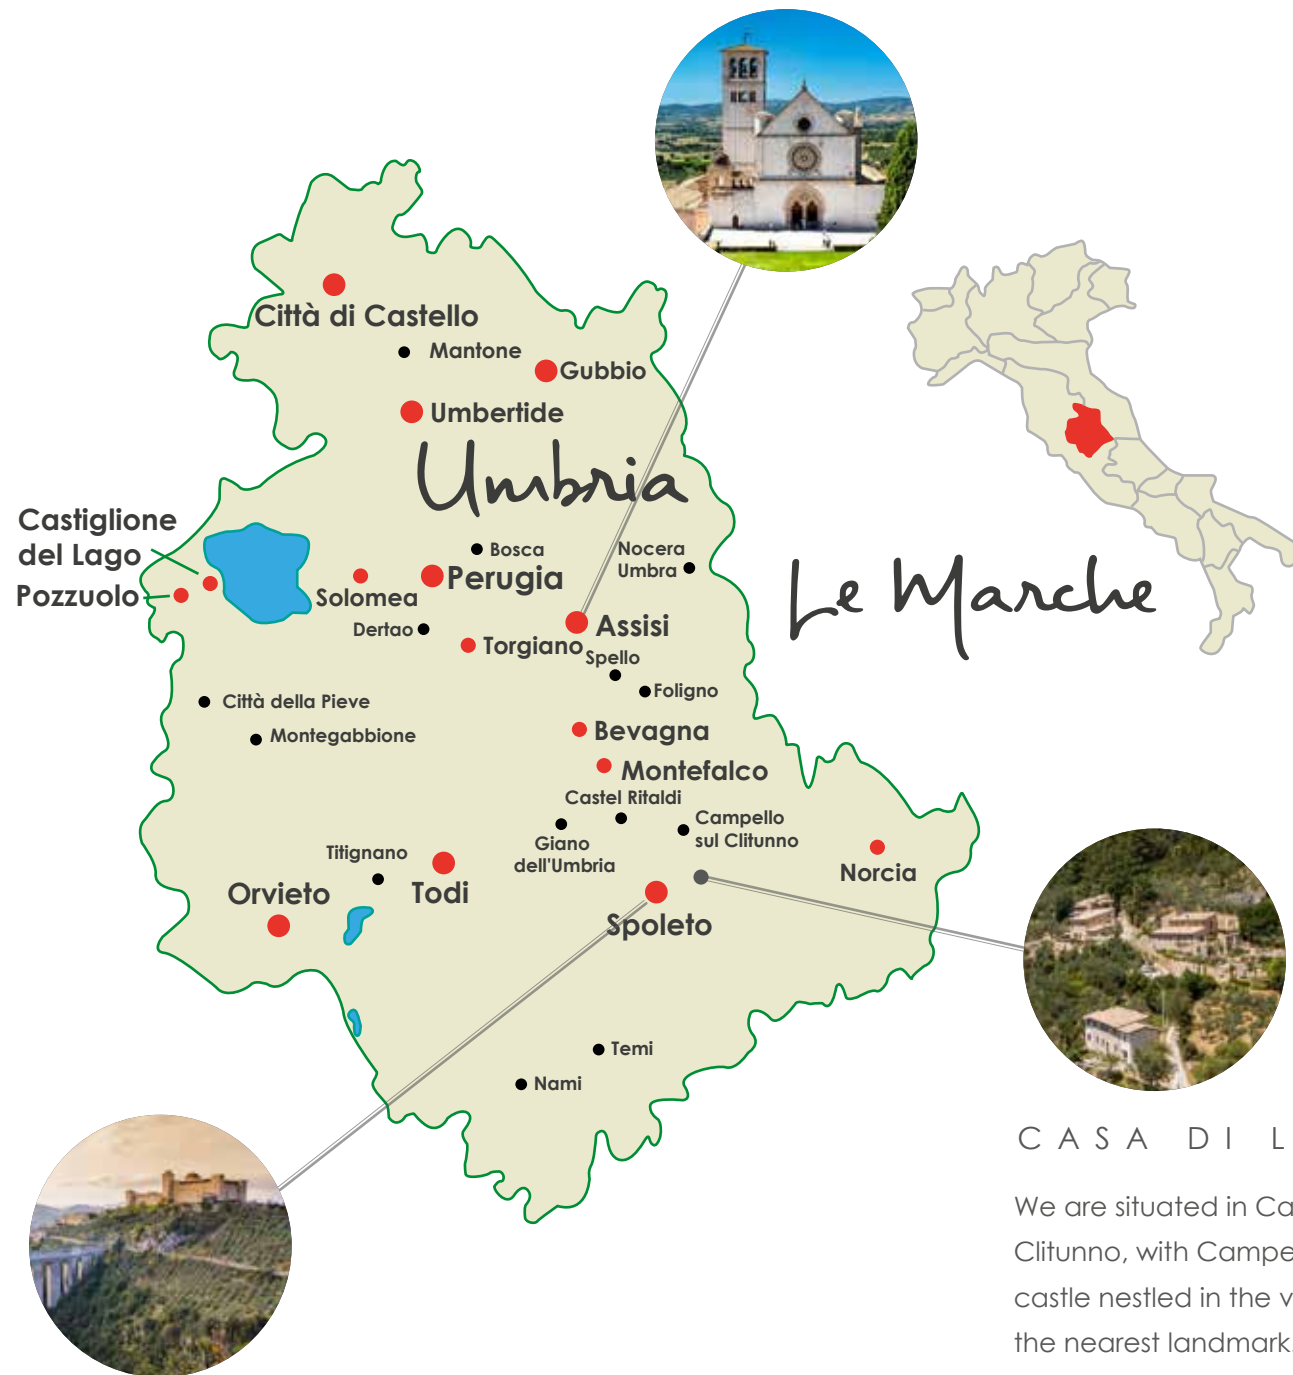 Città di Castello
Mantone
Gubbio
Umbertide
Umbria
Castiglione
del Lago
Pozzuolo
Bosca
Nocera
Umbra
Perugia
Solomea
Le Marche
Dertao
Assisi
Torgiano
Spello
Foligno
Città della Pieve
Bevagna
Montegabbione
Montefalco
Castel Ritaldi
Campello
sul Clitunno
Giano
dell'Umbria
Titignano
Norcia
Orvieto
Todi
Spoleto
Temi
Nami
CASA DI L
We are situated in Ca
Clitunno, with Campe
castle nestled in the v
the nearest landmark.